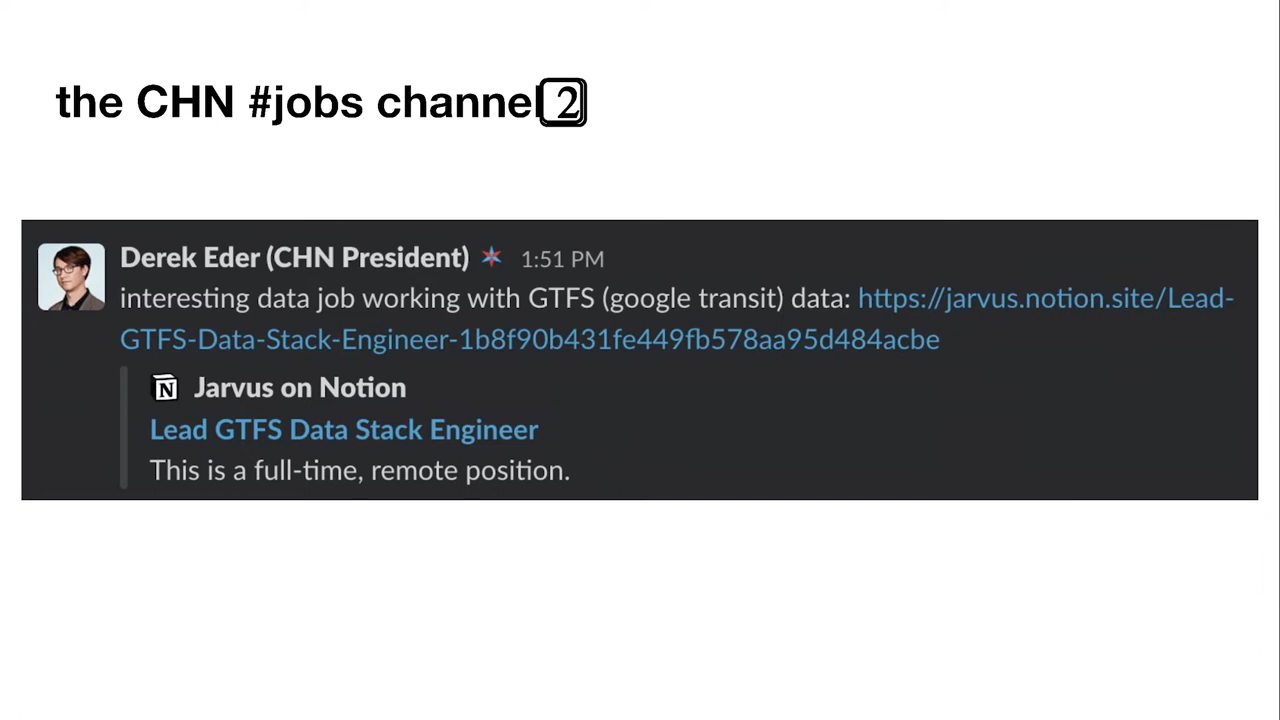 the CHN #jobs channel 2
Derek Eder (CHN President) 1:51 PM
interesting data job working with GTFS (google transit) data: https://jarvus.notion.site/Lead-
GTFS-Data-Stack-Engineer-1b8f90b431fe449fb578aa95d484acbe
N Jarvus on Notion
Lead GTFS Data Stack Engineer
This is a full-time, remote position.